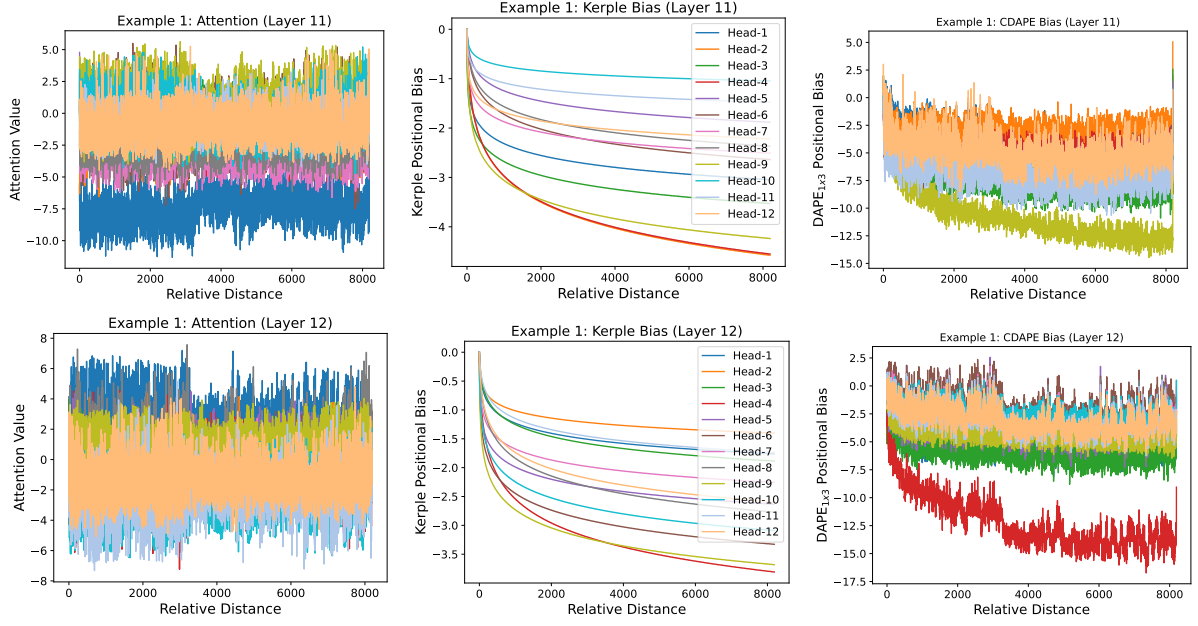 Example 1: Attention (Layer 11)
Attention Value
5.0
2.5
0.0
−2.5
−5.0
−7.5
−10.0
0
2000
4000
6000
8000
Relative Distance
Example 1: Kerple Bias (Layer 11)
Kerple Positional Bias
0
−1
−2
−3
−4
Head-1
Head-2
Head-3
Head-4
Head-5
Head-6
Head-7
Head-8
Head-9
Head-10
Head-11
Head-12
0
2000
4000
6000
8000
Relative Distance
Example 1: CDAPE Bias (Layer 11)
DAPE1x3 Positional Bias
5.0
2.5
0.0
−2.5
−5.0
−7.5
−10.0
−12.5
−15.0
0
2000
4000
6000
8000
Relative Distance
Example 1: Attention (Layer 12)
Attention Value
8
6
4
2
0
−2
−4
−6
−8
0
2000
4000
6000
8000
Relative Distance
Example 1: Kerple Bias (Layer 12)
Kerple Positional Bias
0.0
−0.5
−1.0
−1.5
−2.0
−2.5
−3.0
−3.5
Head-1
Head-2
Head-3
Head-4
Head-5
Head-6
Head-7
Head-8
Head-9
Head-10
Head-11
Head-12
0
2000
4000
6000
8000
Relative Distance
Example 1: CDAPE Bias (Layer 12)
DAPE1x3 Positional Bias
2.5
0.0
−2.5
−5.0
−7.5
−10.0
−12.5
−15.0
−17.5
0
2000
4000
6000
8000
Relative Distance